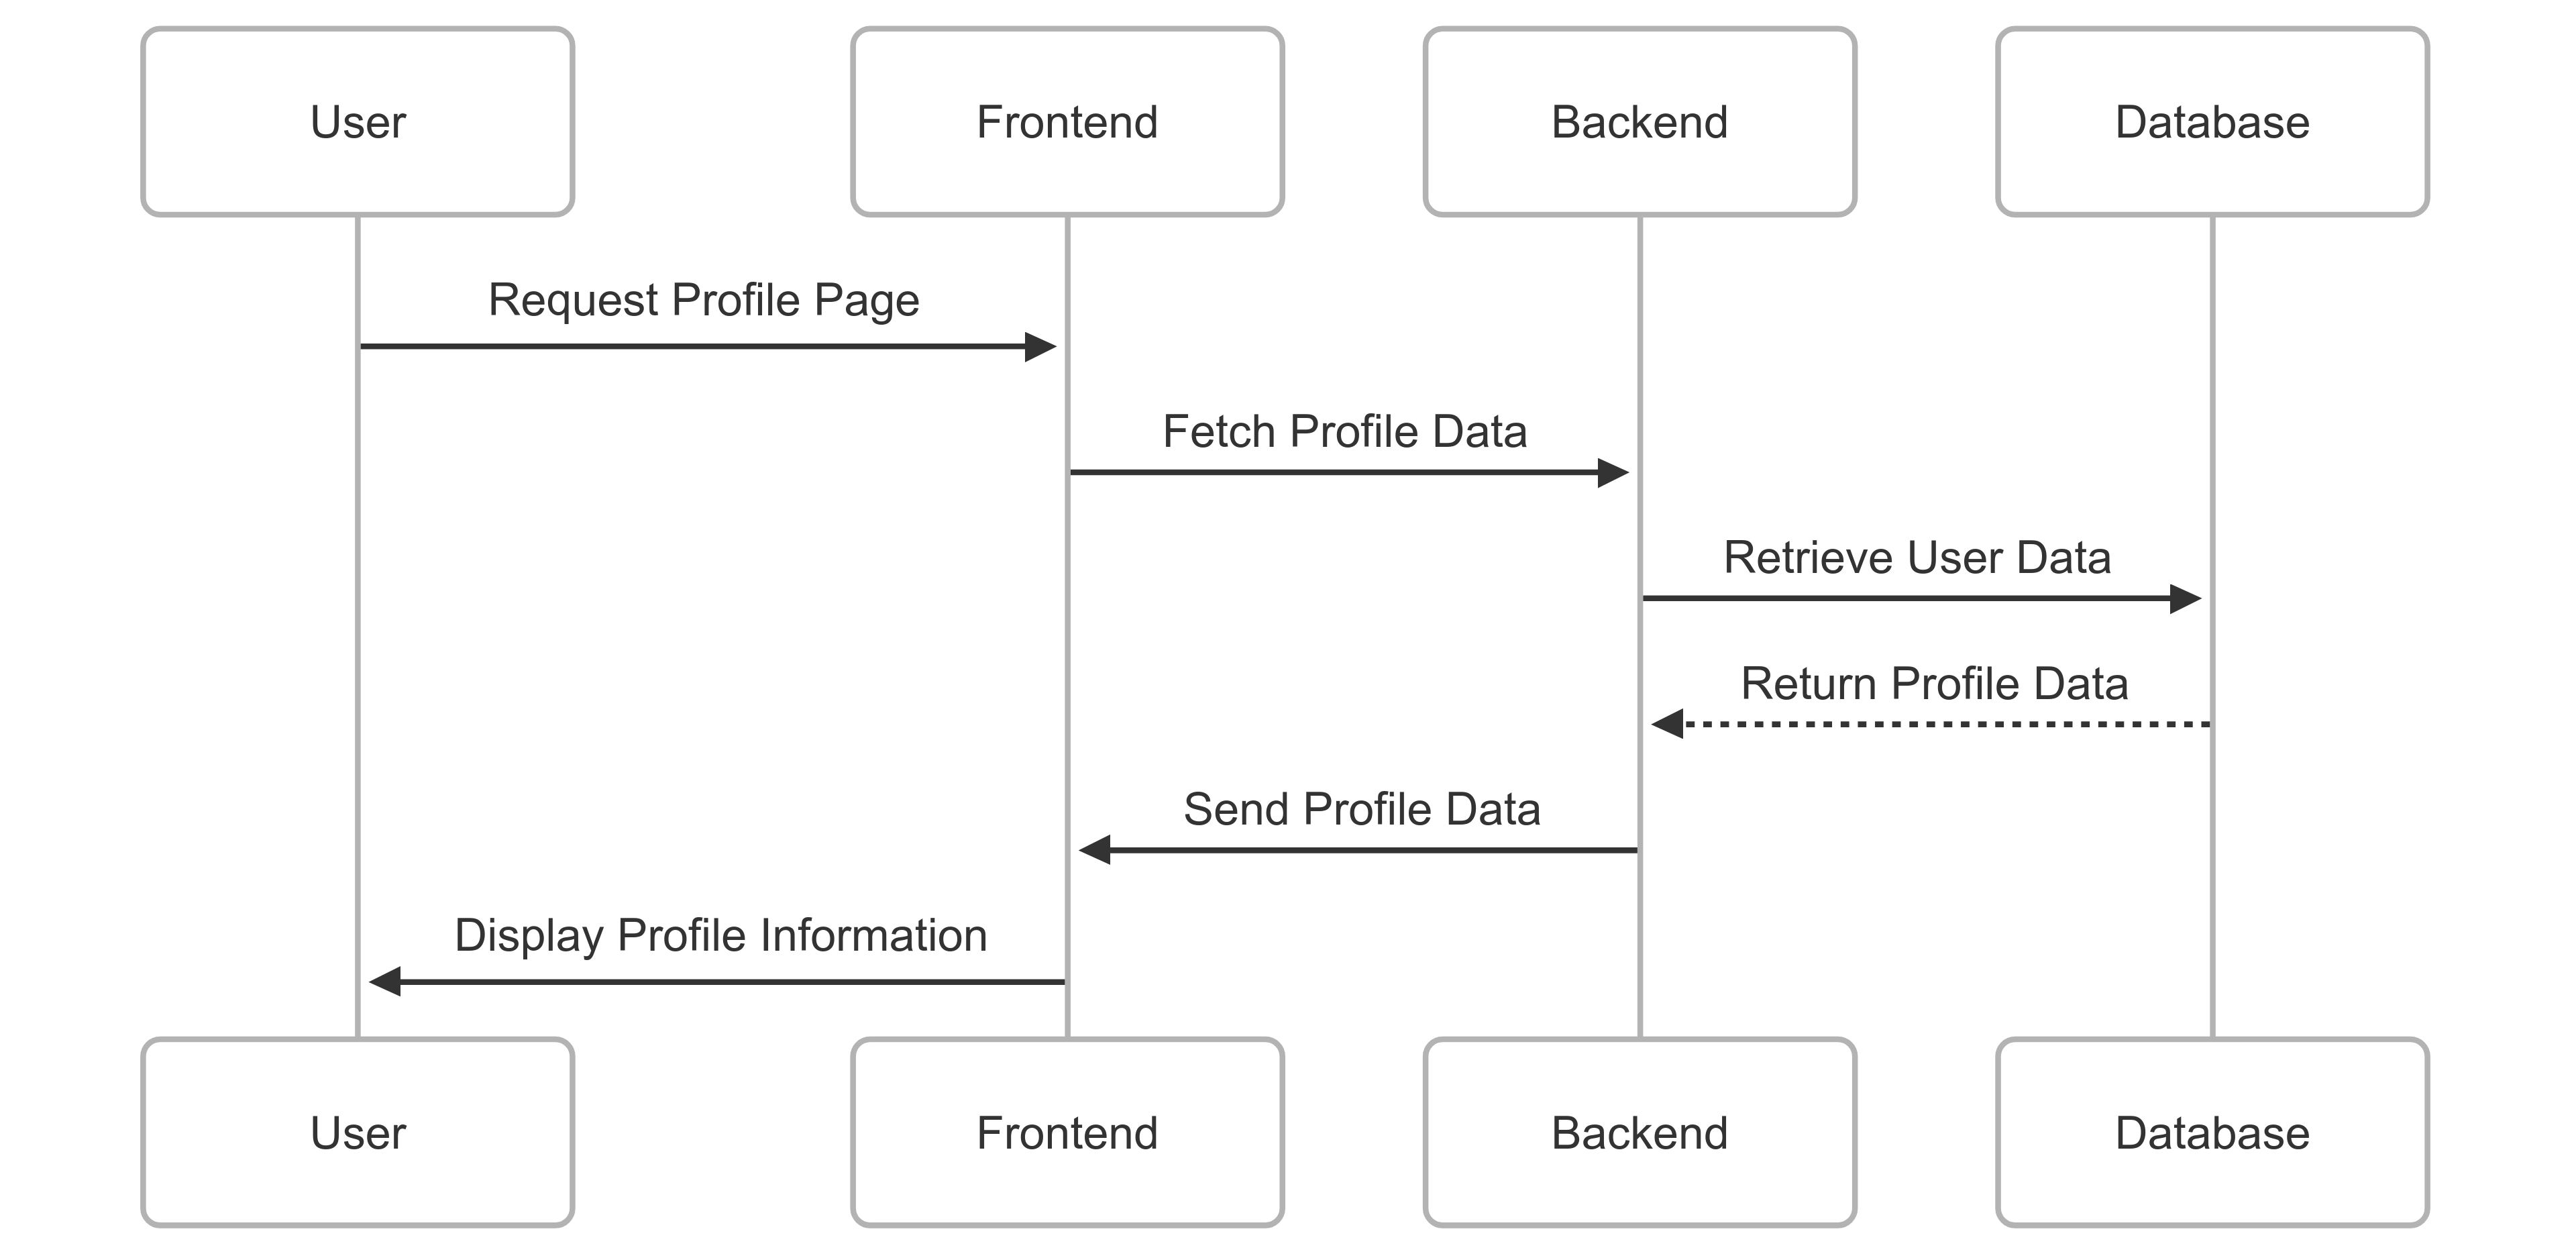 User
Frontend
Backend
Database
Request Profile Page
Fetch Profile Data
Retrieve User Data
Return Profile Data
Send Profile Data
Display Profile Information
User
Frontend
Backend
Database